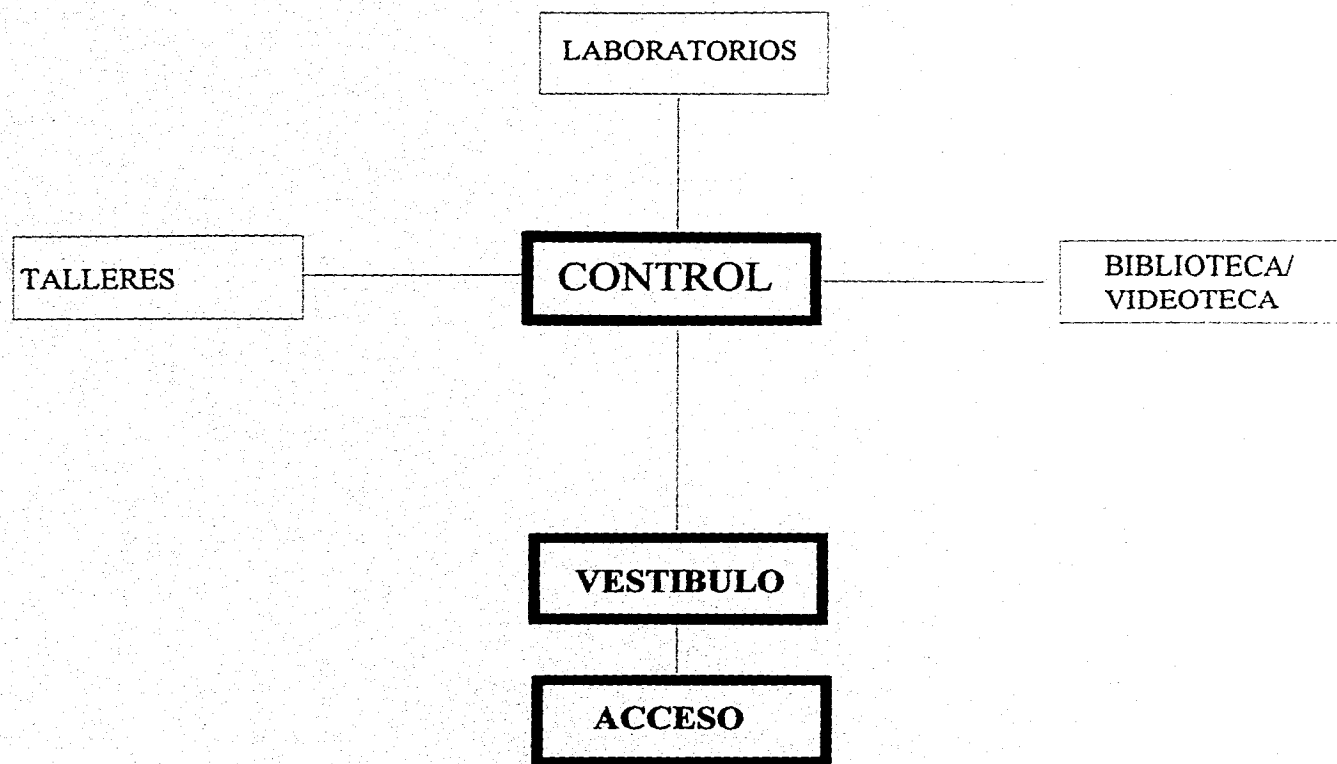 LABORATORIOS
TALLERES
CONTROL
BIBLIOTECA/
VIDEOTECA
VESTIBULO
ACCESO